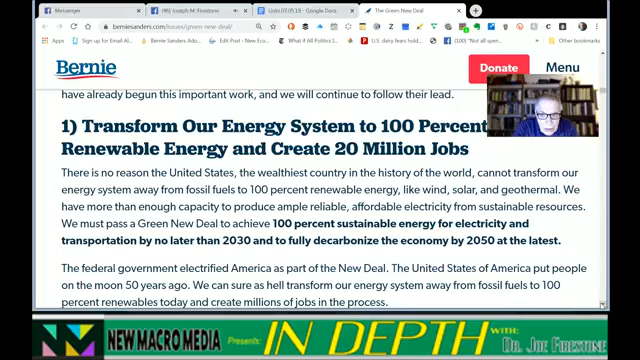 Messenger
(46) Joseph M. Firestone
Links 07.05.19 - Google Docs
The Green New Deal
berniesanders.com/issues/green-new-deal/
Apps
Sign up for Email Al
Bernie Sanders Ado
Edit Post ‹ New Eco
What if All Politics I
U.S. dairy fears hold
(100) "Not all spen
Other bookmarks
Bernie
Donate
Menu
have already begun this important work, and we will continue to follow their lead.
1) Transform Our Energy System to 100 Percent
Renewable Energy and Create 20 Million Jobs
There is no reason the United States, the wealthiest country in the history of the world, cannot transform our
energy system away from fossil fuels to 100 percent renewable energy, like wind, solar, and geothermal. We
have more than enough capacity to produce ample reliable, affordable electricity from sustainable resources.
We must pass a Green New Deal to achieve 100 percent sustainable energy for electricity and
transportation by no later than 2030 and to fully decarbonize the economy by 2050 at the latest.
The federal government electrified America as part of the New Deal. The United States of America put people
on the moon 50 years ago. We can sure as hell transform our energy system away from fossil fuels to 100
percent renewables today and create millions of jobs in the process.
NEW MACRO MEDIA
Presents:
IN DEPTH
WITH:
DR. JOE FIRESTONE